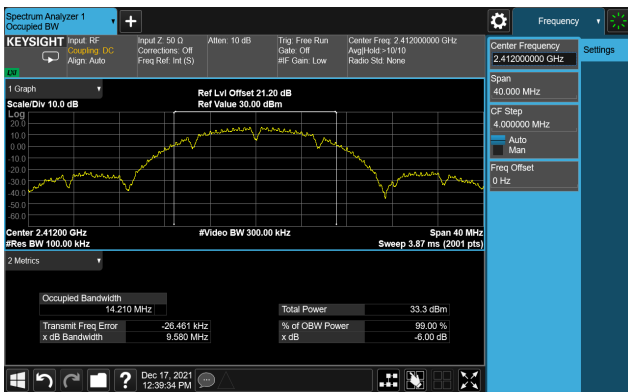 Spectrum Analyzer 1
Occupied BW
Frequency
KEYSIGHT
Input: RF
Coupling: DC
Align: Auto
Input Z: 50 Ω
Corrections: Off
Freq Ref: Int (S)
Atten: 10 dB
Trig: Free Run
Gate: Off
#IF Gain: Low
Center Freq: 2.412000000 GHz
Avg|Hold:>10/10
Radio Std: None
LXI
Center Frequency
2.412000000 GHz
Settings
Span
40.000 MHz
CF Step
4.000000 MHz
Auto
Man
Freq Offset
0 Hz
1 Graph
Scale/Div 10.0 dB
Ref Lvl Offset 21.20 dB
Ref Value 30.00 dBm
Log
20.0
10.0
0.00
-10.0
-20.0
-30.0
-40.0
-50.0
-60.0
Center 2.41200 GHz
#Video BW 300.00 kHz
Span 40 MHz
#Res BW 100.00 kHz
Sweep 3.87 ms (2001 pts)
2 Metrics
Occupied Bandwidth
14.210 MHz
Total Power 33.3 dBm
Transmit Freq Error -26.461 kHz
% of OBW Power 99.00 %
x dB Bandwidth 9.580 MHz
x dB -6.00 dB
?
Dec 17, 2021
12:39:34 PM